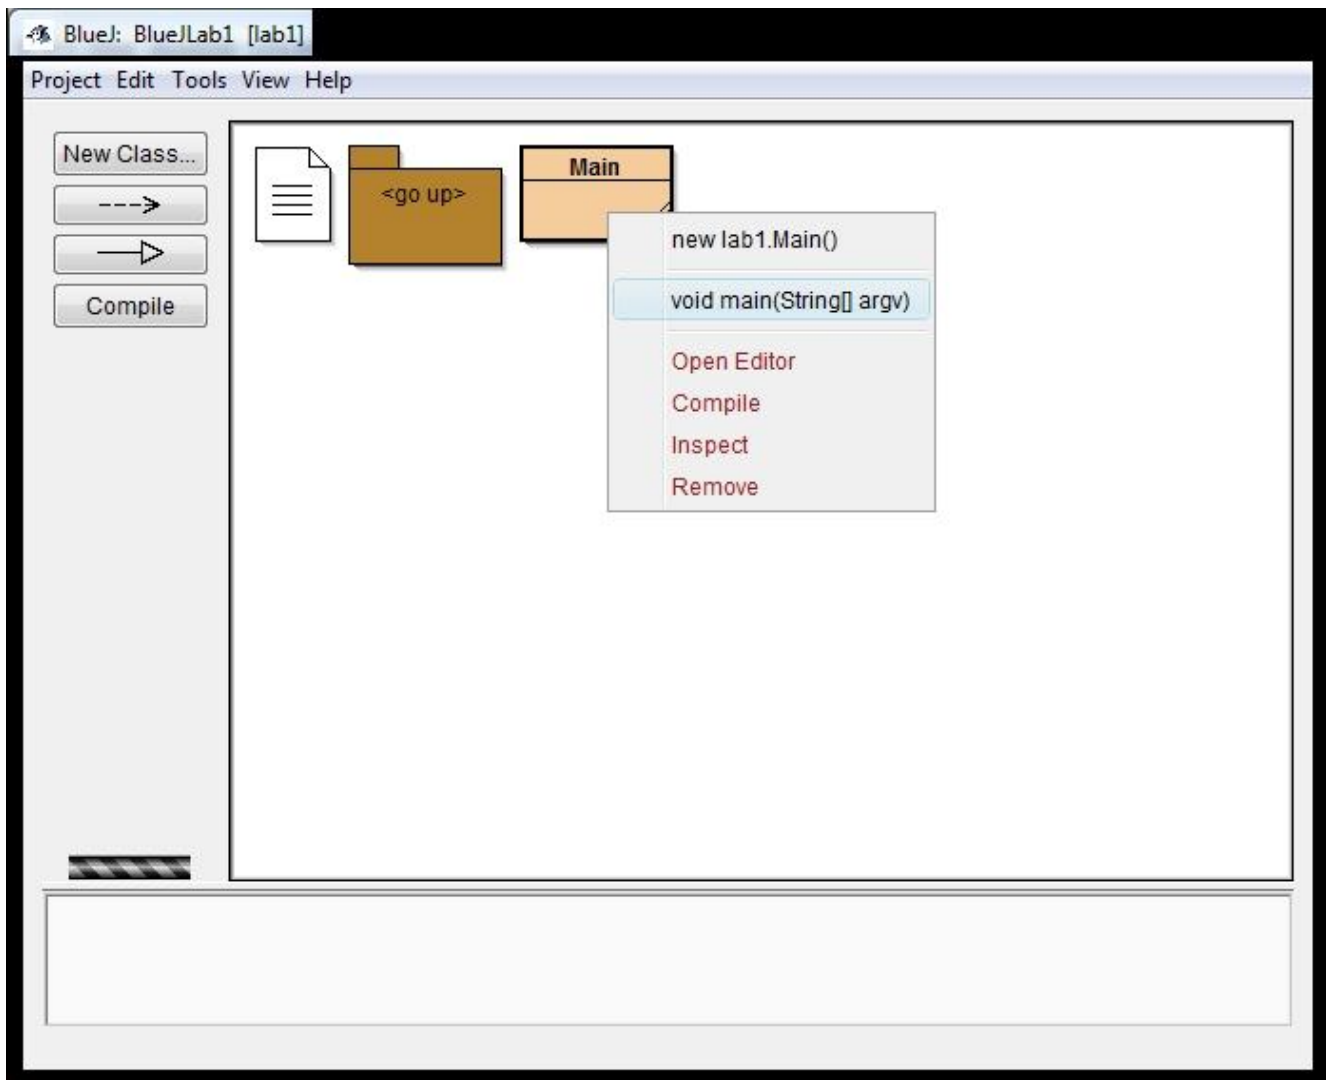 BlueJ: BlueJLab1 [lab1]
Project Edit Tools View Help
New Class...
Compile
<go up>
Main
new lab1.Main()
void main(String[] argv)
Open Editor
Compile
Inspect
Remove